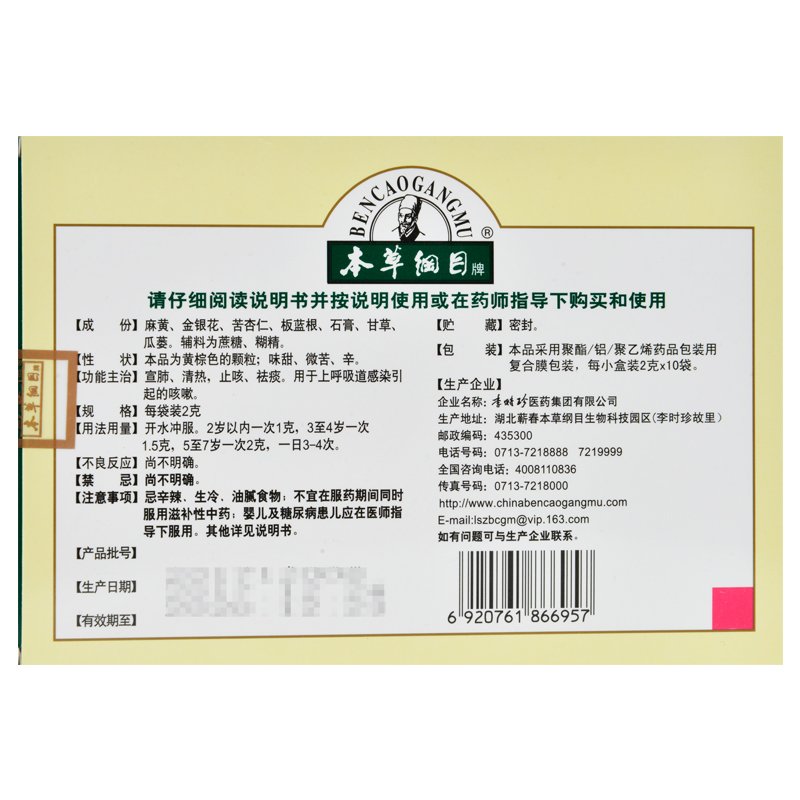 BENCAOGANGMU
®
本草纲目牌
请仔细阅读说明书并按说明使用或在药师指导下购买和使用
【成　份】麻黄、金银花、苦杏仁、板蓝根、石膏、甘草、
瓜蒌。辅料为蔗糖、糊精。
【性　状】本品为黄棕色的颗粒；味甜、微苦、辛。
【功能主治】宣肺、清热，止咳、祛痰。用于上呼吸道感染引
起的咳嗽。
【规　格】每袋装2克
【用法用量】开水冲服。2岁以内一次1克，3至4岁一次
1.5克，5至7岁一次2克，一日3-4次。
【不良反应】尚不明确。
【禁　忌】尚不明确。
【注意事项】忌辛辣、生冷、油腻食物；不宜在服药期间同时
服用滋补性中药；婴儿及糖尿病患儿应在医师指
导下服用。其他详见说明书。
【产品批号】
【生产日期】
【有效期至】
【贮　藏】密封。
【包　装】本品采用聚酯/铝/聚乙烯药品包装用
复合膜包装，每小盒装2克×10袋。
【生产企业】
企业名称：李时珍医药集团有限公司
生产地址：湖北蕲春本草纲目生物科技园区(李时珍故里)
邮政编码：435300
电话号码：0713-7218888 7219999
全国咨询电话：4008110836
传真号码：0713-7218000
http://www.chinabencaogangmu.com
E-mail:lszbcgm@vip.163.com
如有问题可与生产企业联系。
6 920761 866957
本草纲目牌